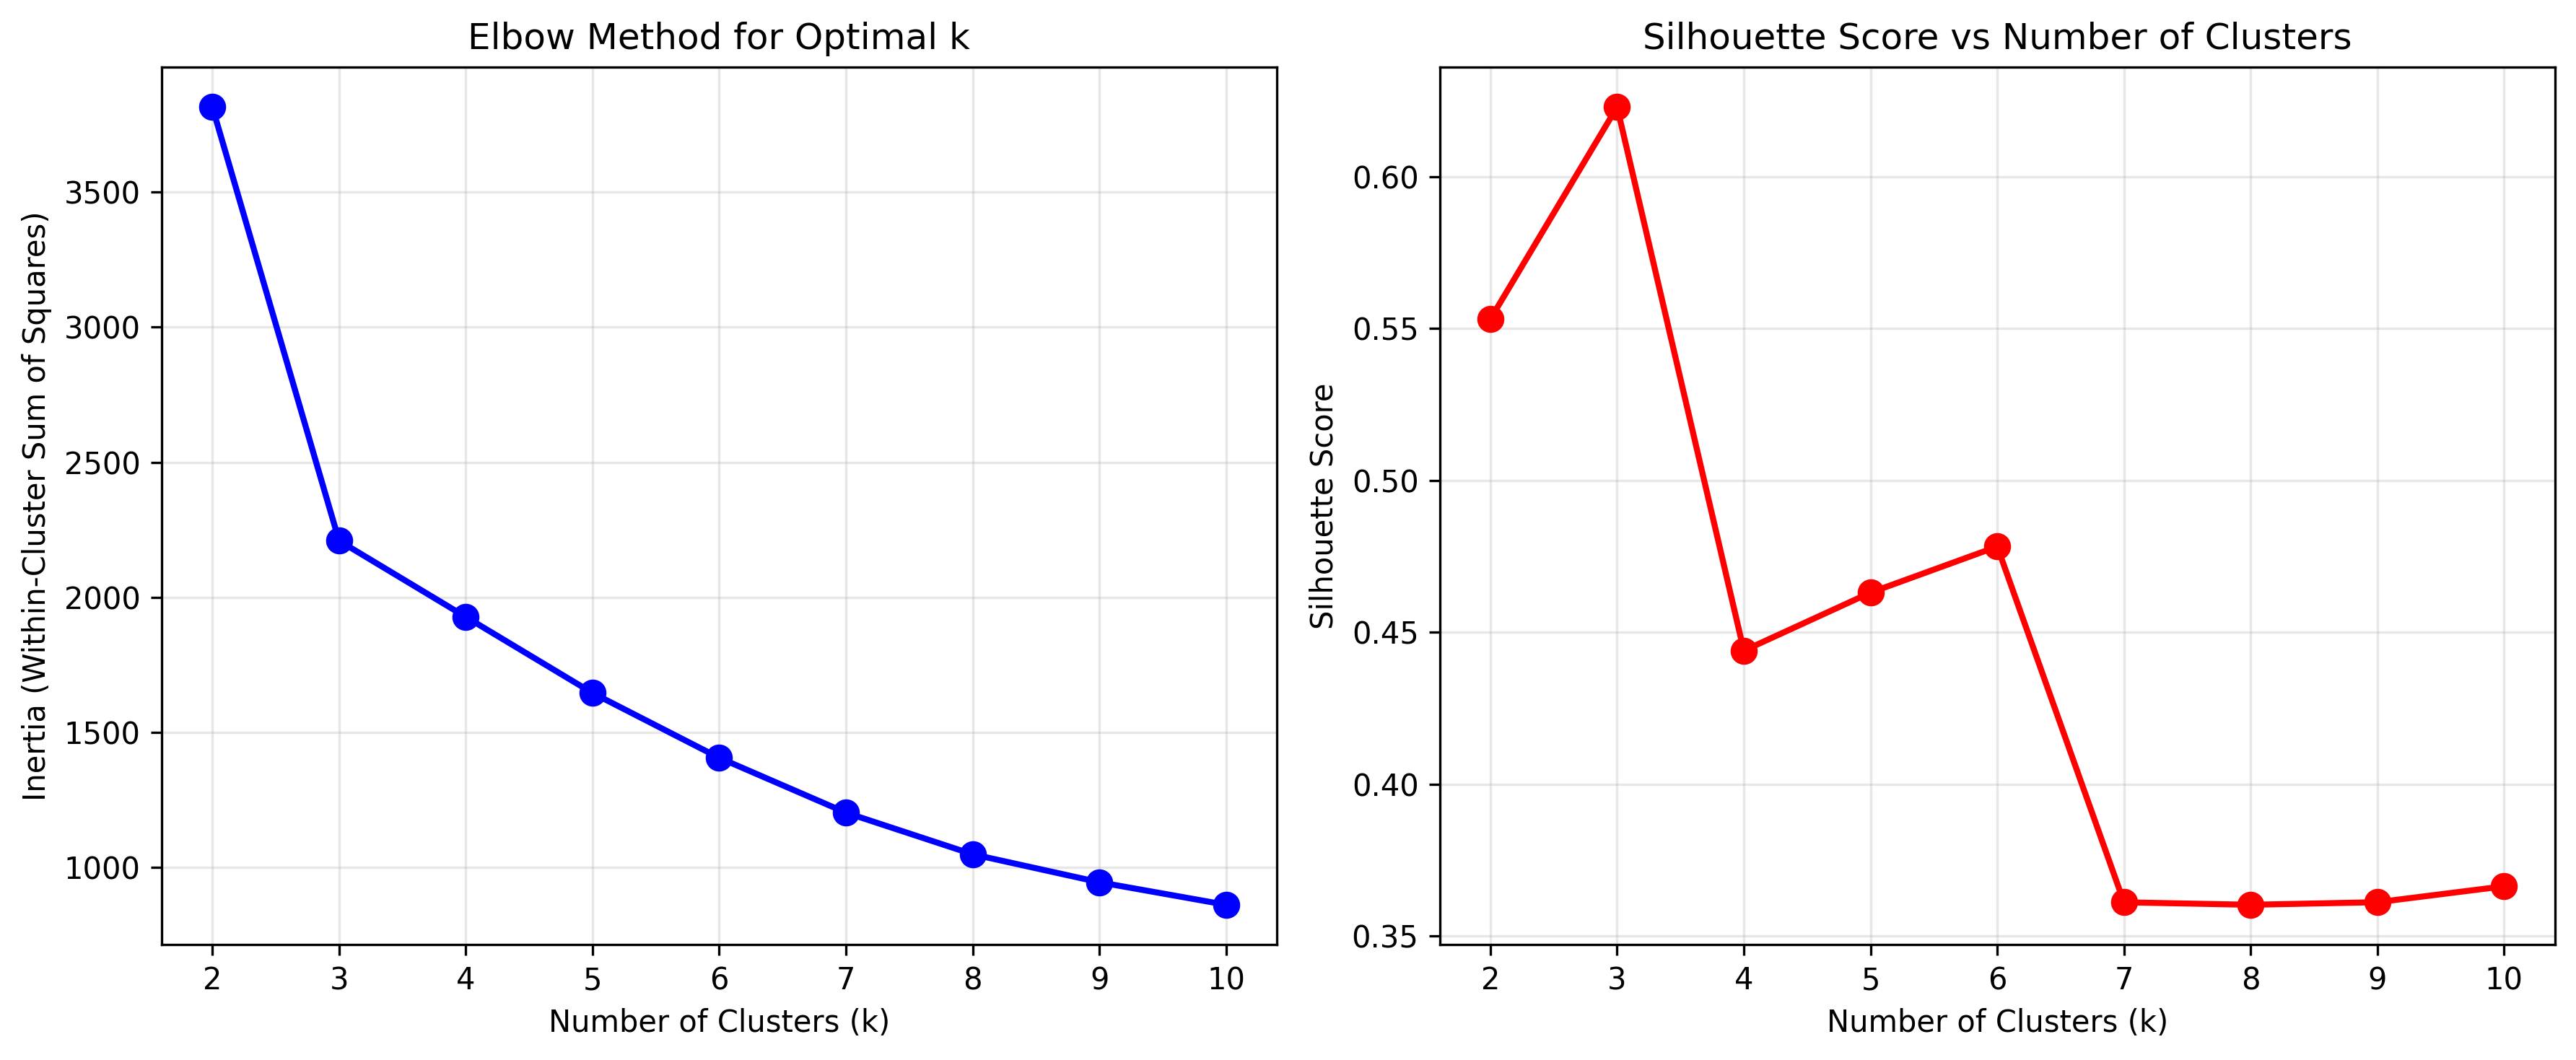 Elbow Method for Optimal k
Inertia (Within-Cluster Sum of Squares)
3500
3000
2500
2000
1500
1000
2 3 4 5 6 7 8 9 10
Number of Clusters (k)
Silhouette Score vs Number of Clusters
Silhouette Score
0.60
0.55
0.50
0.45
0.40
0.35
2 3 4 5 6 7 8 9 10
Number of Clusters (k)